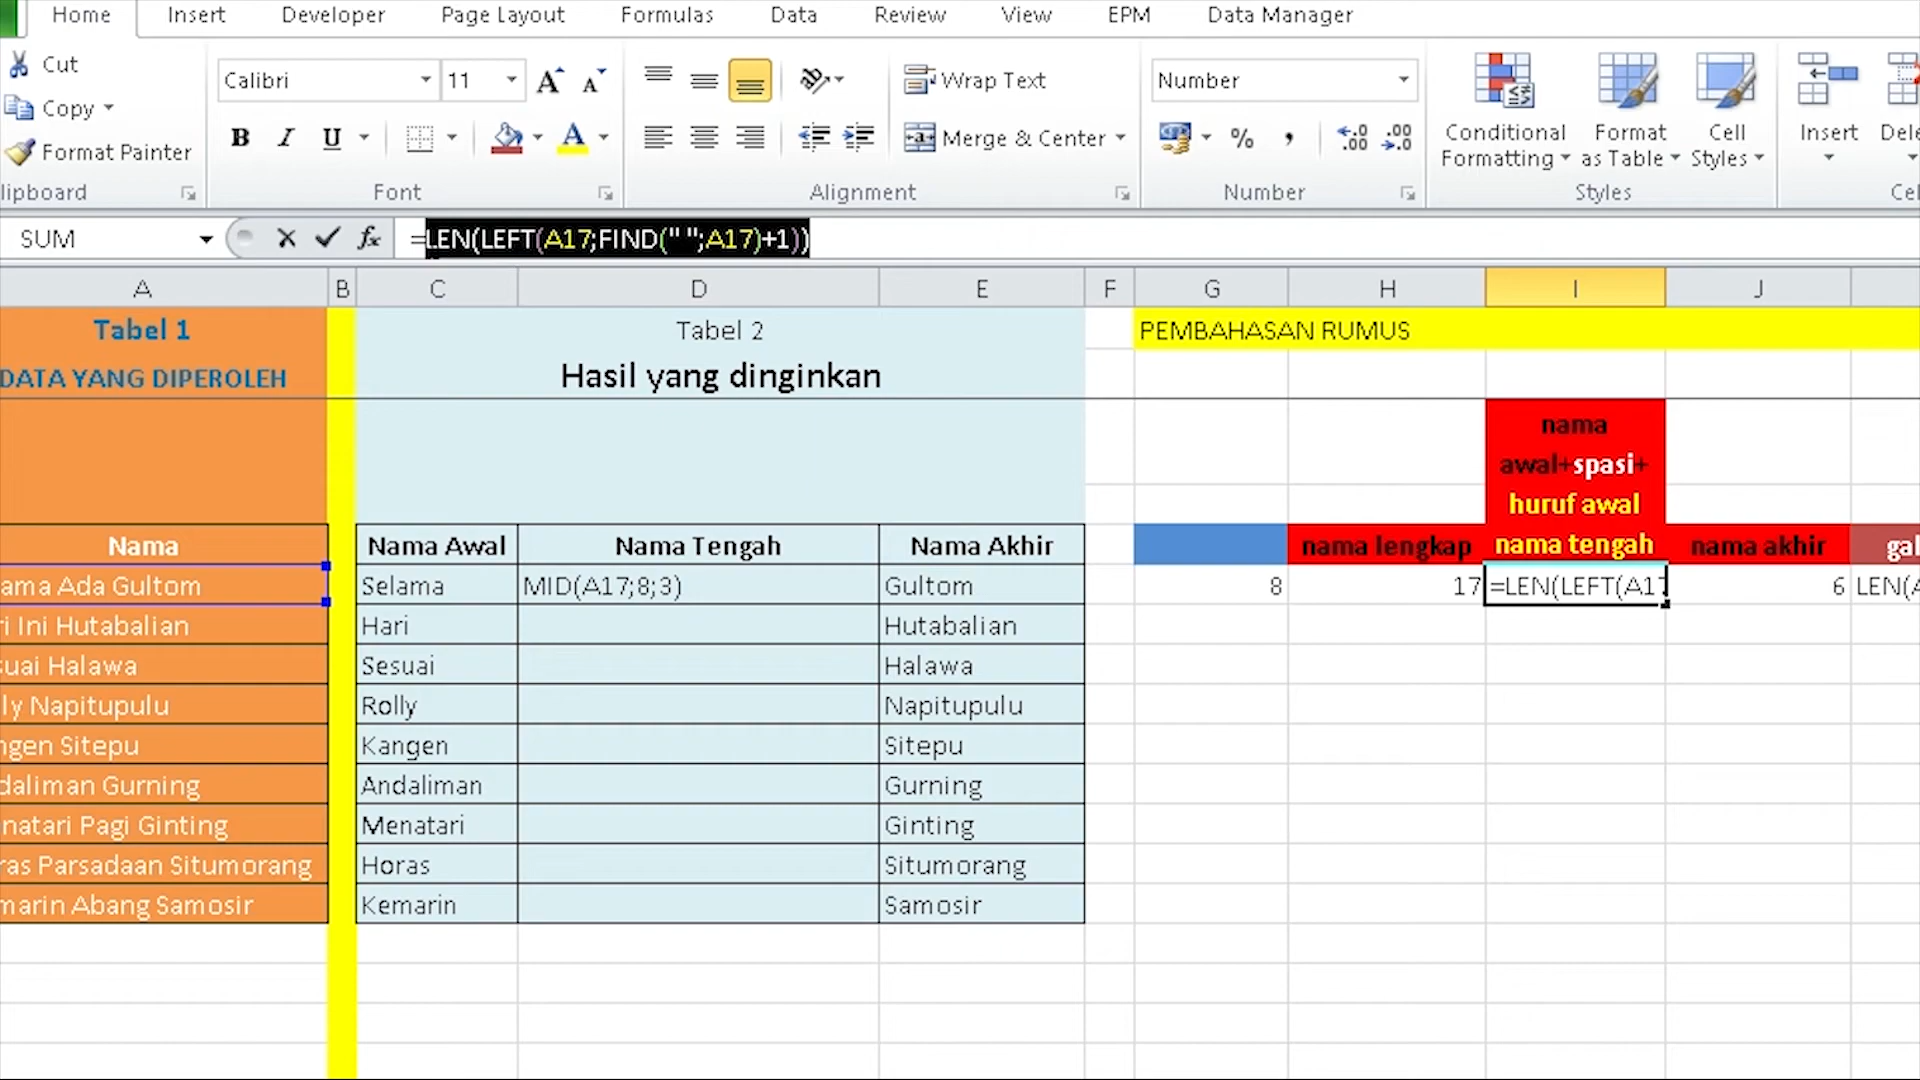 Home Insert Developer Page Layout Formulas Data Review View EPM Data Manager
Cut
Copy
Format Painter
lipboard
Calibri 11
B I U
Font
Wrap Text
Merge & Center
Alignment
Number
%
Number
Conditional Formatting
Format as Table
Cell Styles
Styles
Insert
Dele
Cel
SUM fx =LEN(LEFT(A17;FIND(" ";A17)+1))
A B C D E F G H I J
Tabel 1
DATA YANG DIPEROLEH
Tabel 2
Hasil yang dinginkan
PEMBAHASAN RUMUS
nama
awal+spasi+
huruf awal
nama tengah
Nama Nama Awal Nama Tengah Nama Akhir nama lengkap nama akhir gal
ama Ada Gultom Selama MID(A17;8;3) Gultom 8 17 =LEN(LEFT(A17 6 LEN(A
ri Ini Hutabalian Hari Hutabalian
uai Halawa Sesuai Halawa
ly Napitupulu Rolly Napitupulu
ngen Sitepu Kangen Sitepu
daliman Gurning Andaliman Gurning
natari Pagi Ginting Menatari Ginting
ras Parsadaan Situmorang Horas Situmorang
marin Abang Samosir Kemarin Samosir